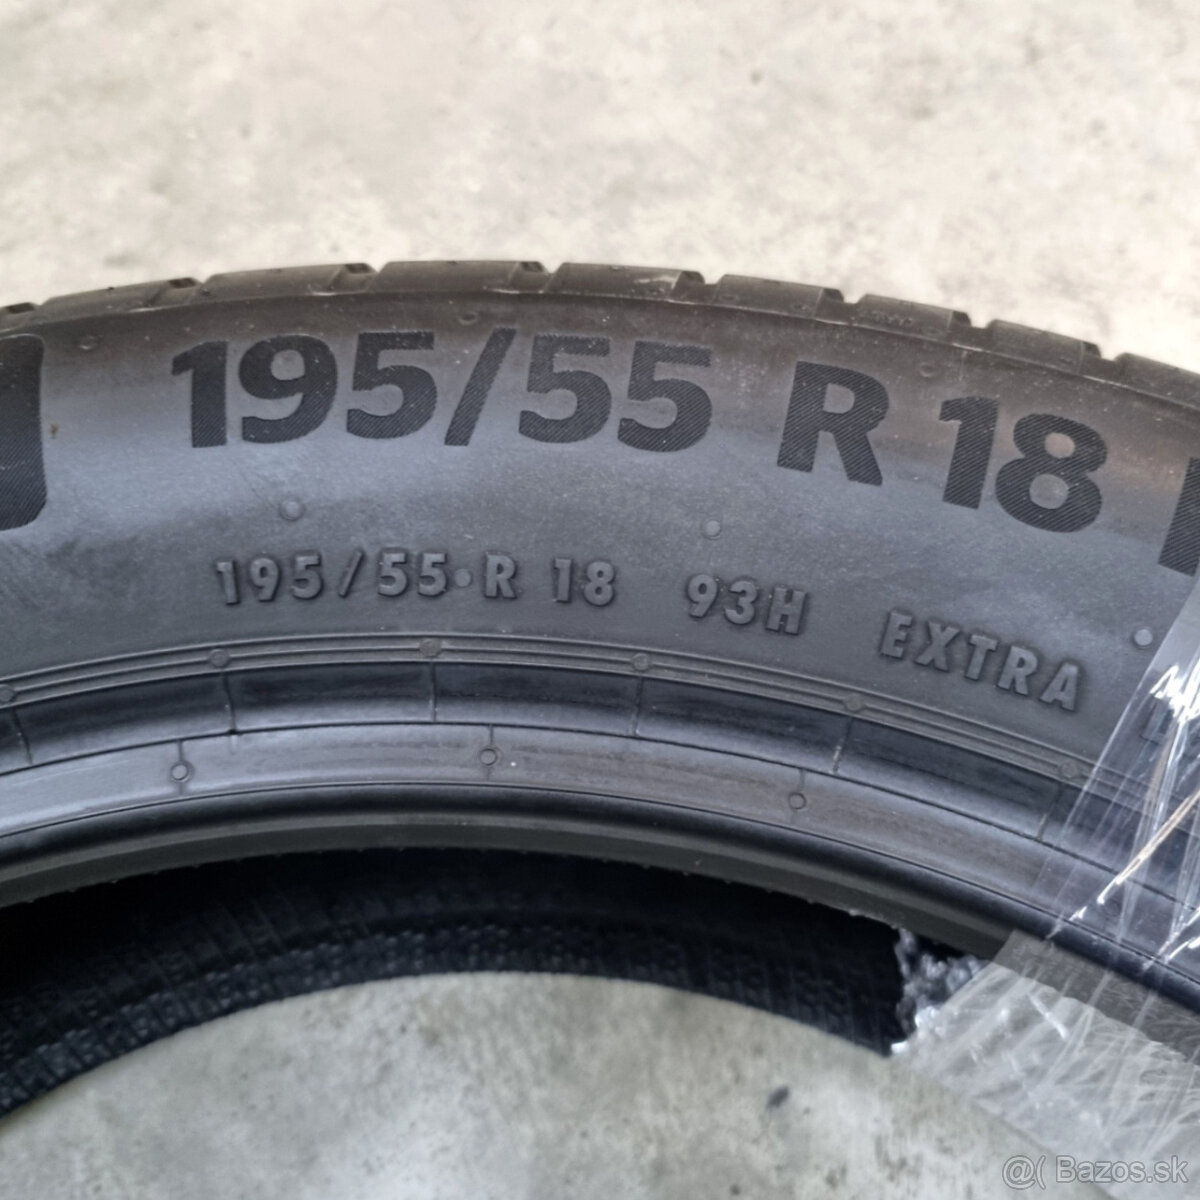 195/55 R 18
195/55 R 18 93H EXTRA
@( Bazos.sk